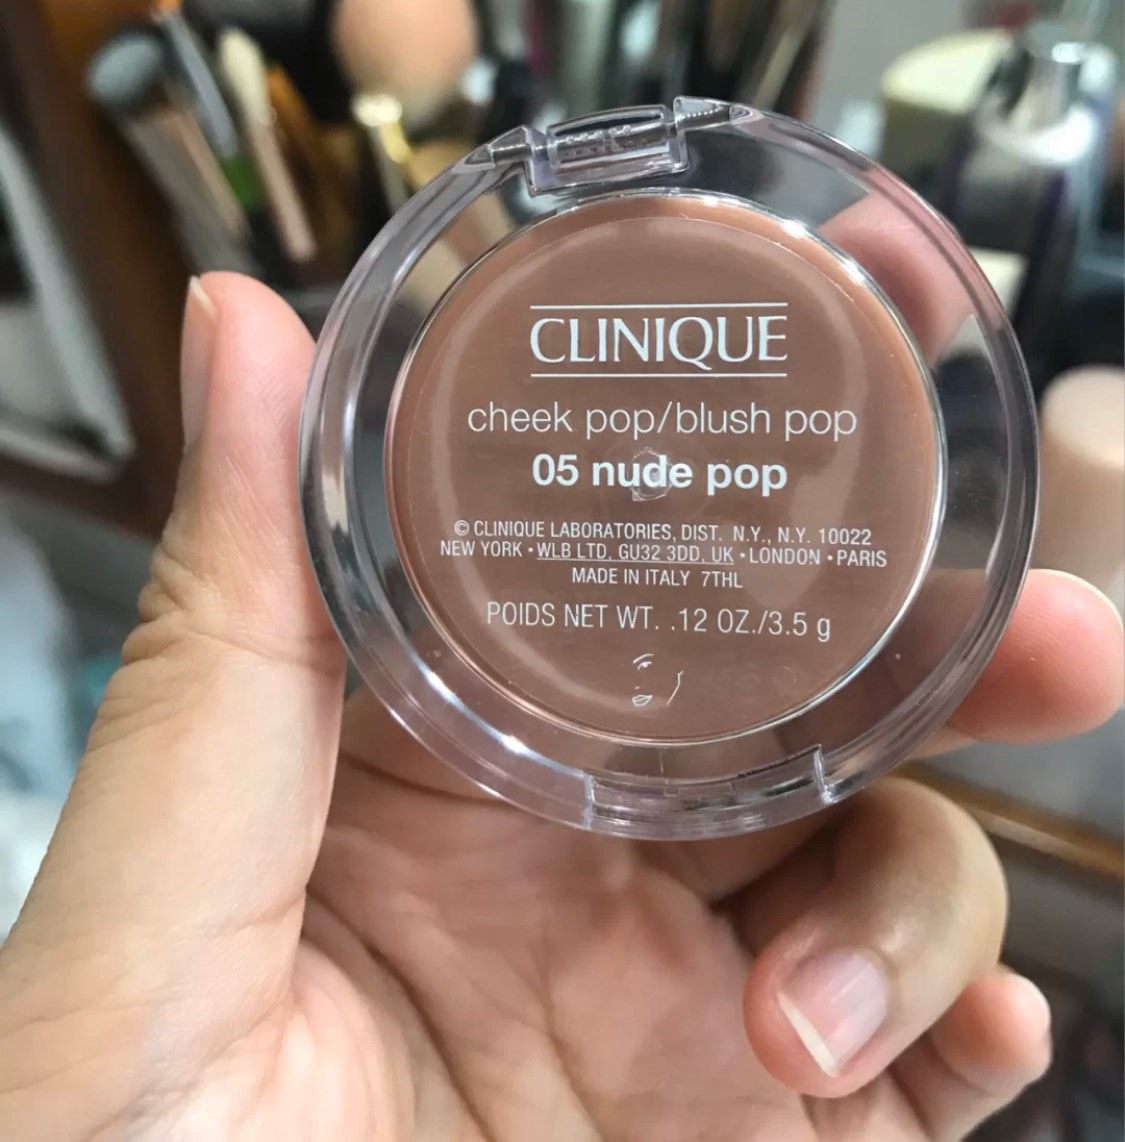 CLINIQUE
cheek pop/blush pop
05 nude pop
© CLINIQUE LABORATORIES, DIST. N.Y., N.Y. 10022
NEW YORK • WLB LTD, GU32 3DD, UK • LONDON • PARIS
MADE IN ITALY 7THL
POIDS NET WT. .12 OZ./3.5 g